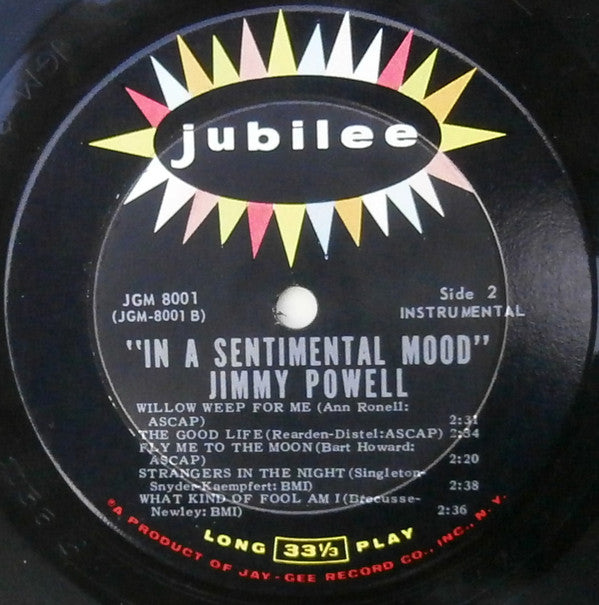 jubilee
JGM 8001
(JGM-8001 B)
Side 2
INSTRUMENTAL
"IN A SENTIMENTAL MOOD"
JIMMY POWELL
WILLOW WEEP FOR ME (Ann Ronell:
ASCAP) 2:31
THE GOOD LIFE (Rearden-Distel:ASCAP) 2:34
FLY ME TO THE MOON (Bart Howard:
ASCAP) 2:20
STRANGERS IN THE NIGHT (Singleton-
Snyder-Kaempfert: BMI) 2:38
WHAT KIND OF FOOL AM I (Brecusse-
Newley: BMI) 2:36
LONG 33⅓ PLAY
A PRODUCT OF JAY-GEE RECORD CO., INC., N.Y.